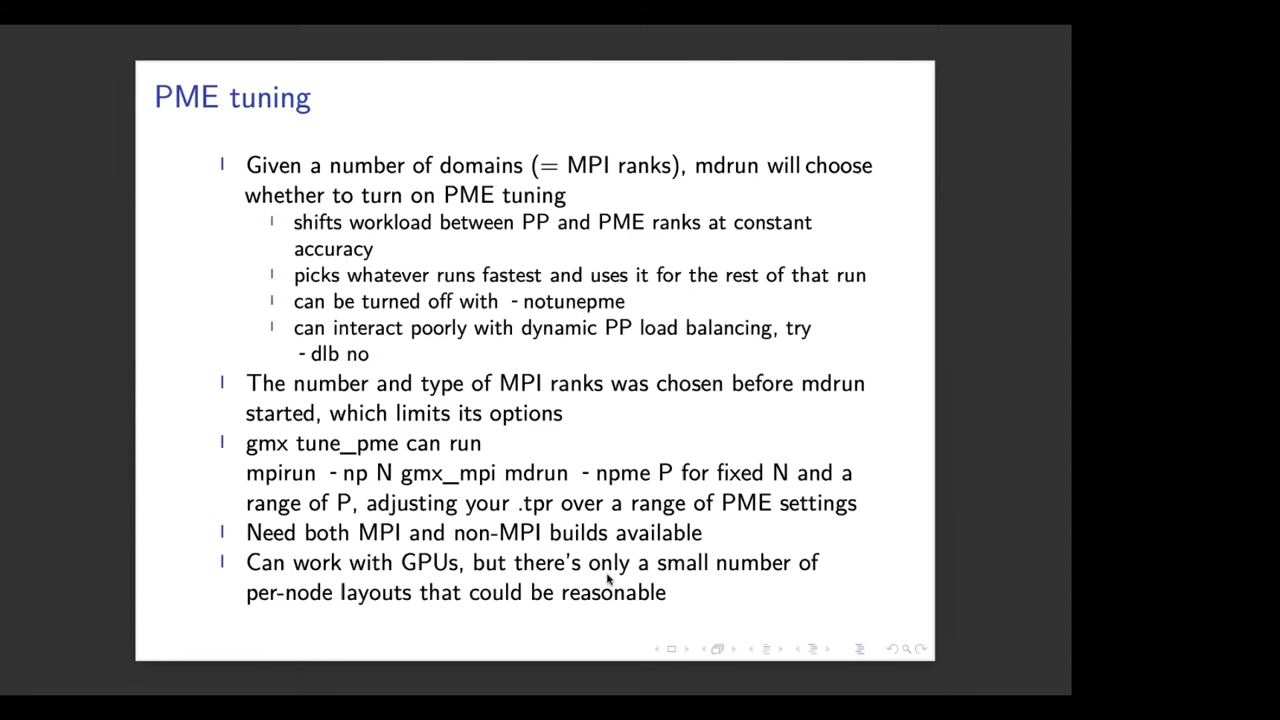 PME tuning
Given a number of domains (= MPI ranks), mdrun will choose
whether to turn on PME tuning
shifts workload between PP and PME ranks at constant
accuracy
picks whatever runs fastest and uses it for the rest of that run
can be turned off with -notunepme
can interact poorly with dynamic PP load balancing, try
-dlb no
The number and type of MPI ranks was chosen before mdrun
started, which limits its options
gmx tune_pme can run
mpirun -np N gmx_mpi mdrun -npme P for fixed N and a
range of P, adjusting your .tpr over a range of PME settings
Need both MPI and non-MPI builds available
Can work with GPUs, but there's only a small number of
per-node layouts that could be reasonable